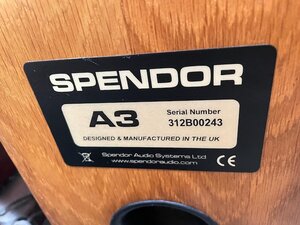 SPENDOR
A3
Serial Number
312B00243
DESIGNED & MANUFACTURED IN THE UK
Spendor Audio Systems Ltd
www.spendoraudio.com
CE